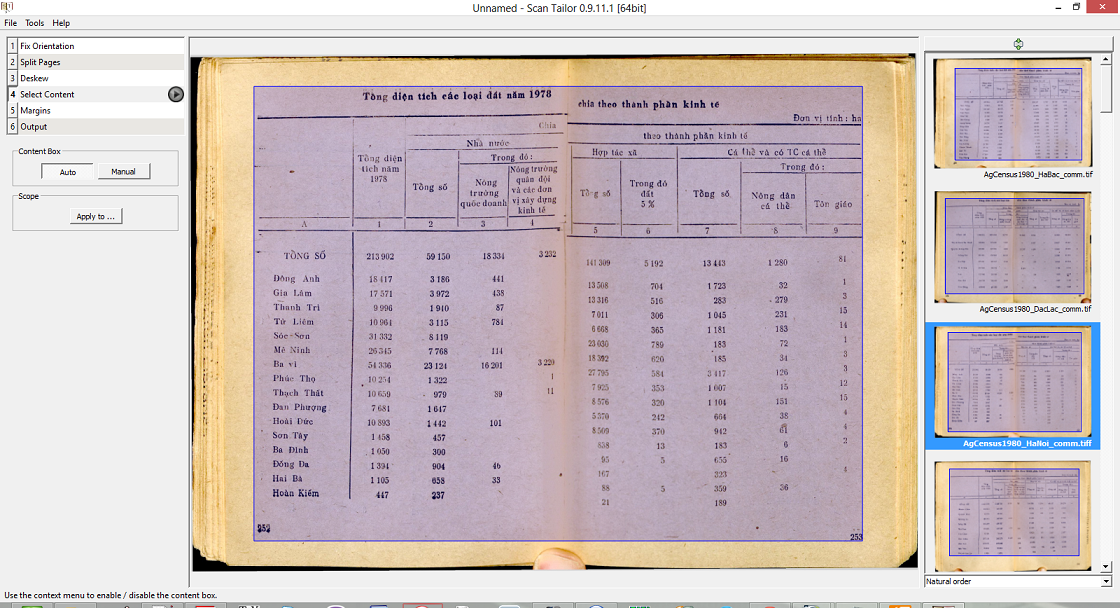 Unnamed - Scan Tailor 0.9.11.1 [64bit]
File Tools Help
1 Fix Orientation
2 Split Pages
3 Deskew
4 Select Content
5 Margins
6 Output
Content Box
Auto Manual
Scope
Apply to ...
Tổng diện tích các loại đất năm 1978
chia theo thành phần kinh tế
Đơn vị tính : ha
Chia
theo thành phần kinh tế
Nhà nước
Hợp tác xã
Cá thể và có TC cá thể
Trong đó :
Trong đó :
Tổng diện tích năm 1978
Tổng số
Nông trường quốc doanh
Nông trường quân đội và các đơn vị xây dựng kinh tế
Tổng số
Trong đó đất 5 %
Tổng số
Nông dân cá thể
Tôn giáo
A 1 2 3 4 5 6 7 8 9
TỔNG SỐ 213 902 59 150 18 334 3 232 141 309 5 192 13 443 1 280 81
Đông Anh 18 417 3 186 441 13 508 704 1 723 32 1
Gia Lâm 17 571 3 972 438 13 316 516 283 279 3
Thanh Trì 9 996 1 910 87 7 011 306 1 045 231 15
Từ Liêm 10 964 3 115 784 6 668 365 1 181 183 14
Sóc Sơn 31 332 8 119 23 030 789 183 72 1
Mê Ninh 26 345 7 768 114 18 392 620 185 34 3
Ba vì 54 336 23 124 16 201 3 220 27 795 584 3 417 126 3
Phúc Thọ 10 254 1 322 1 7 925 353 1 007 15 12
Thạch Thất 10 659 979 39 11 8 576 320 1 104 151 15
Đan Phượng 7 681 1 647 5 370 242 664 38 4
Hoài Đức 10 893 1 442 101 8 509 370 942 61 4
Sơn Tây 1 458 457 838 13 183 6 2
Ba Đình 1 050 300 95 5 655 16
Đống Đa 1 394 904 46 167 323 4
Hai Bà 1 105 658 33 88 5 359 36
Hoàn Kiếm 447 237 21 189
252
253
AgCensus1980_HaBac_comm.tif
AgCensus1980_DacLac_comm.tif
AgCensus1980_HaNoi_comm.tiff
Natural order
Use the context menu to enable / disable the content box.